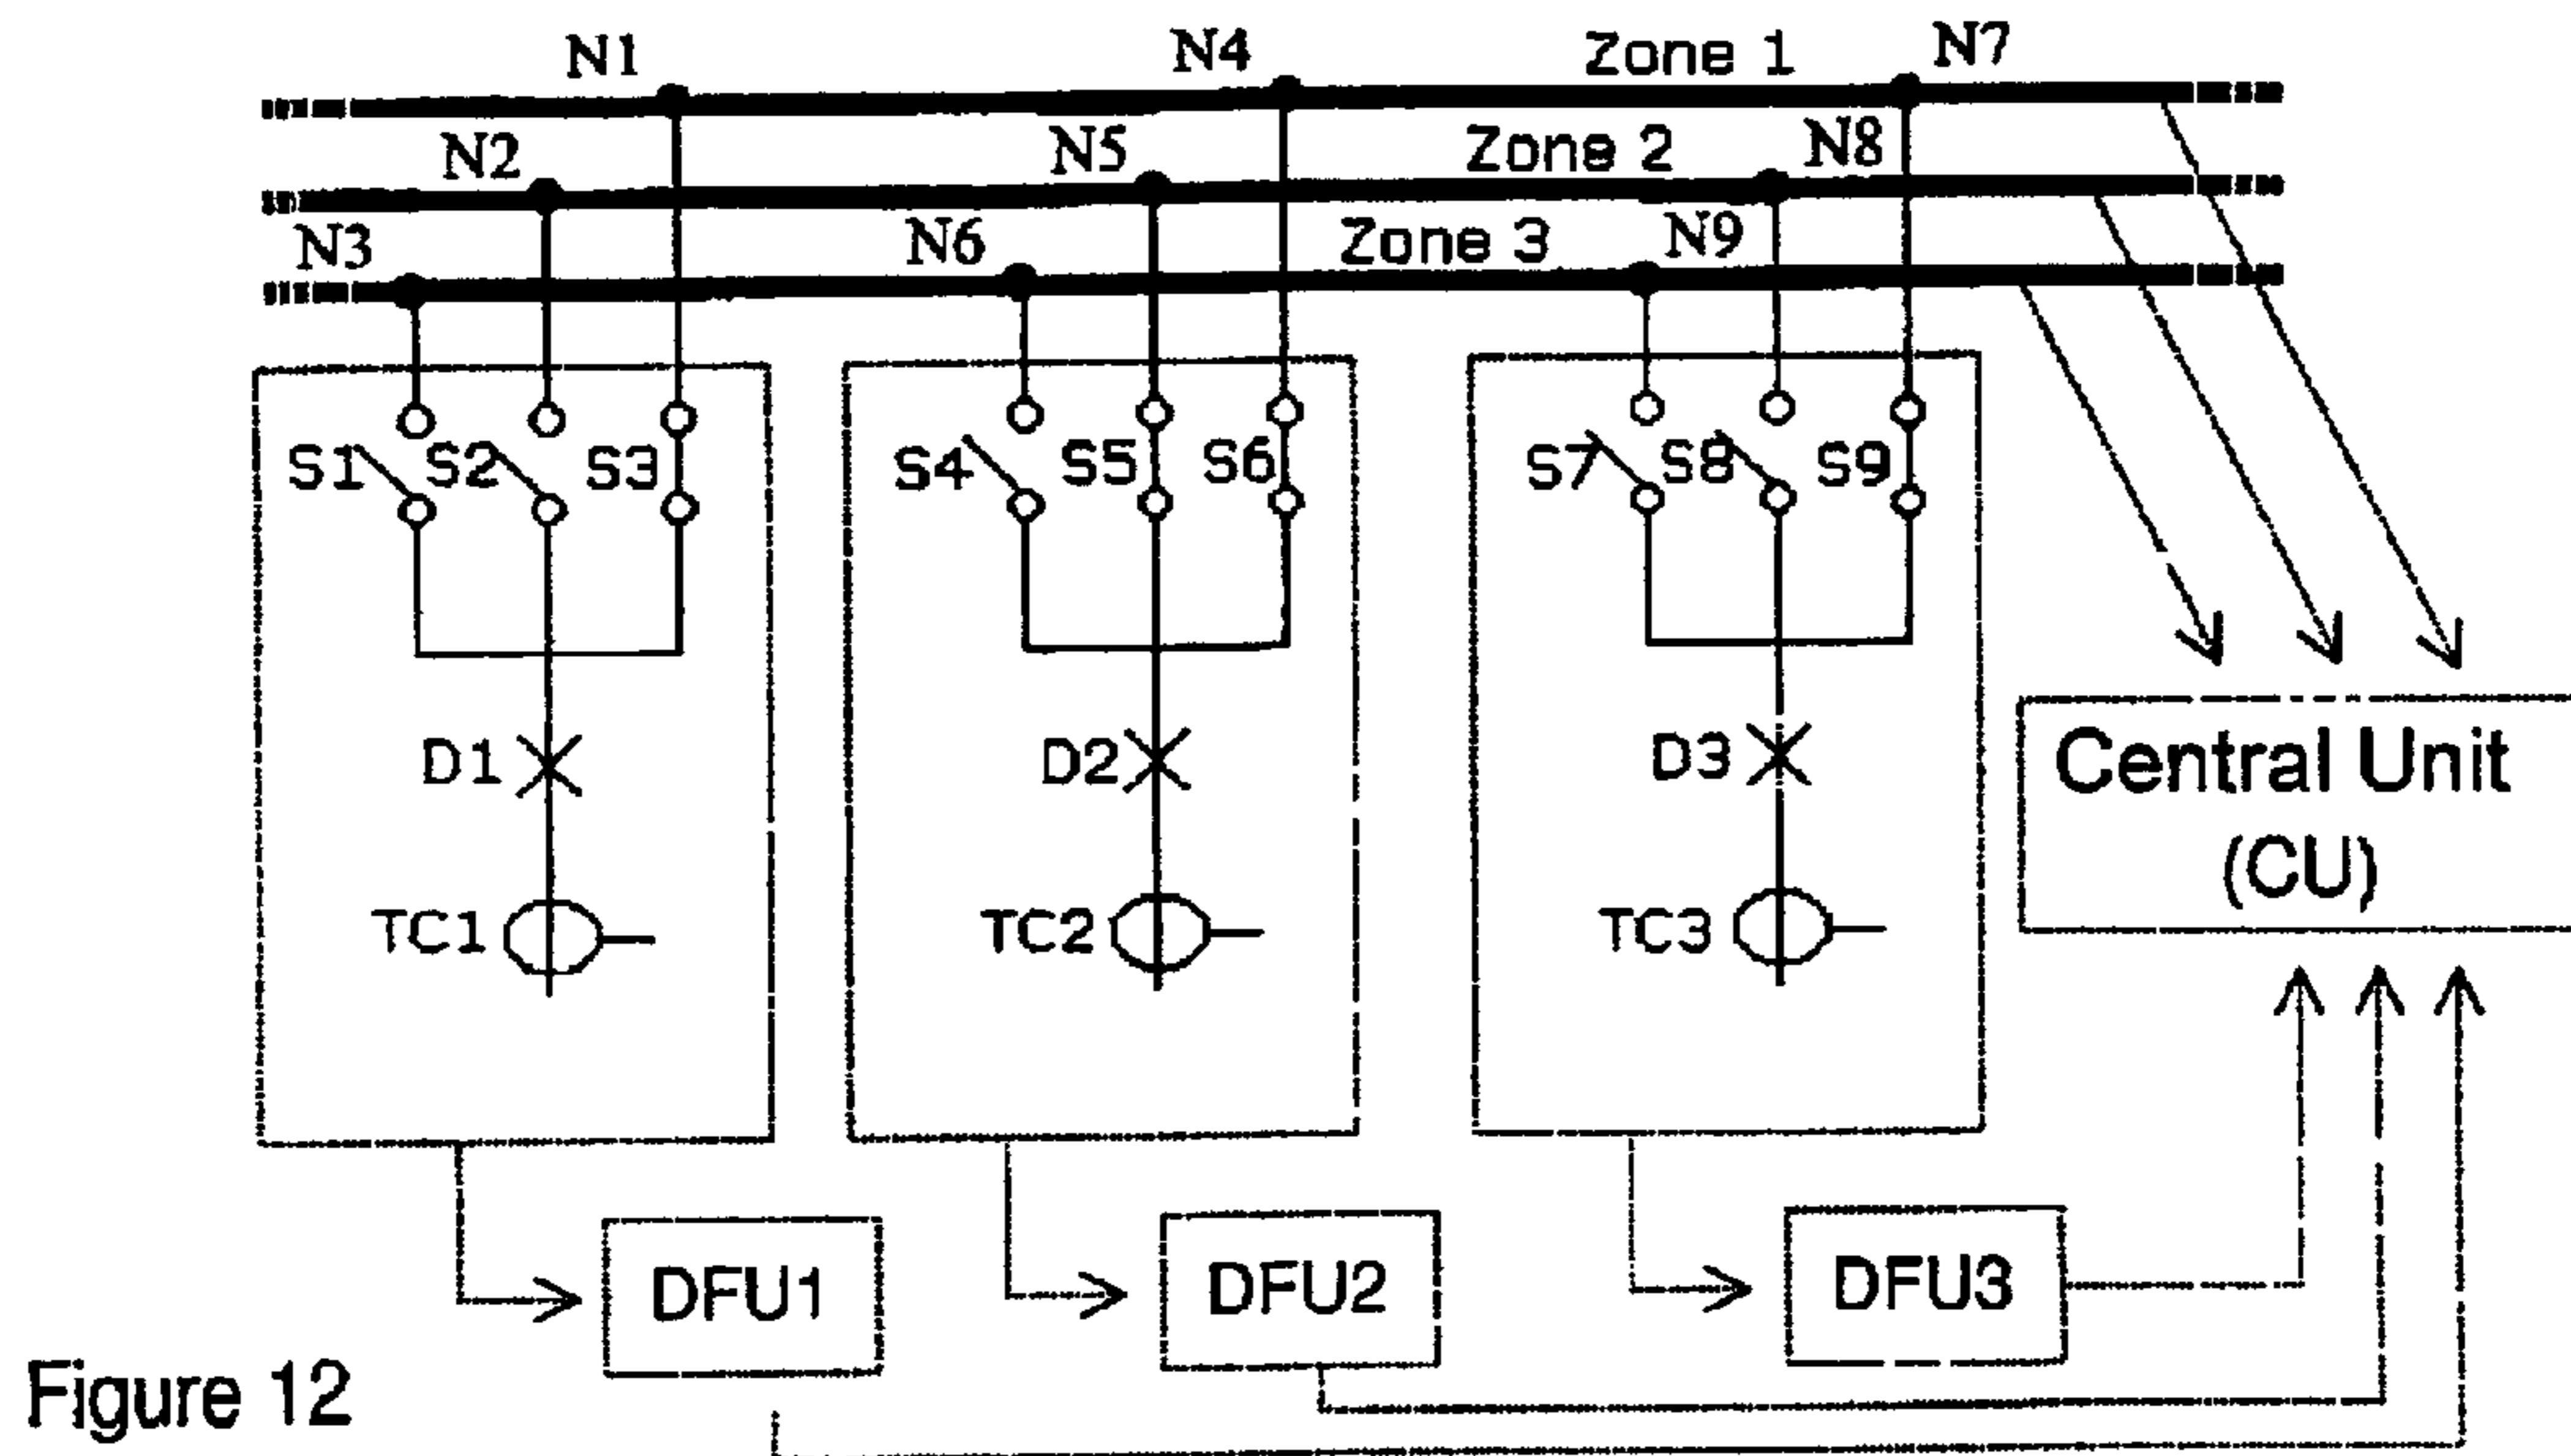 N1 N4 Zone 1 N7
N2 N5 Zone 2 N8
N3 N6 Zone 3 N9
S1 S2 S3 S4 S5 S6 S7 S8 S9
D1 D2 D3
Central Unit
(CU)
TC1 TC2 TC3
DFU1 DFU2 DFU3
Figure 12